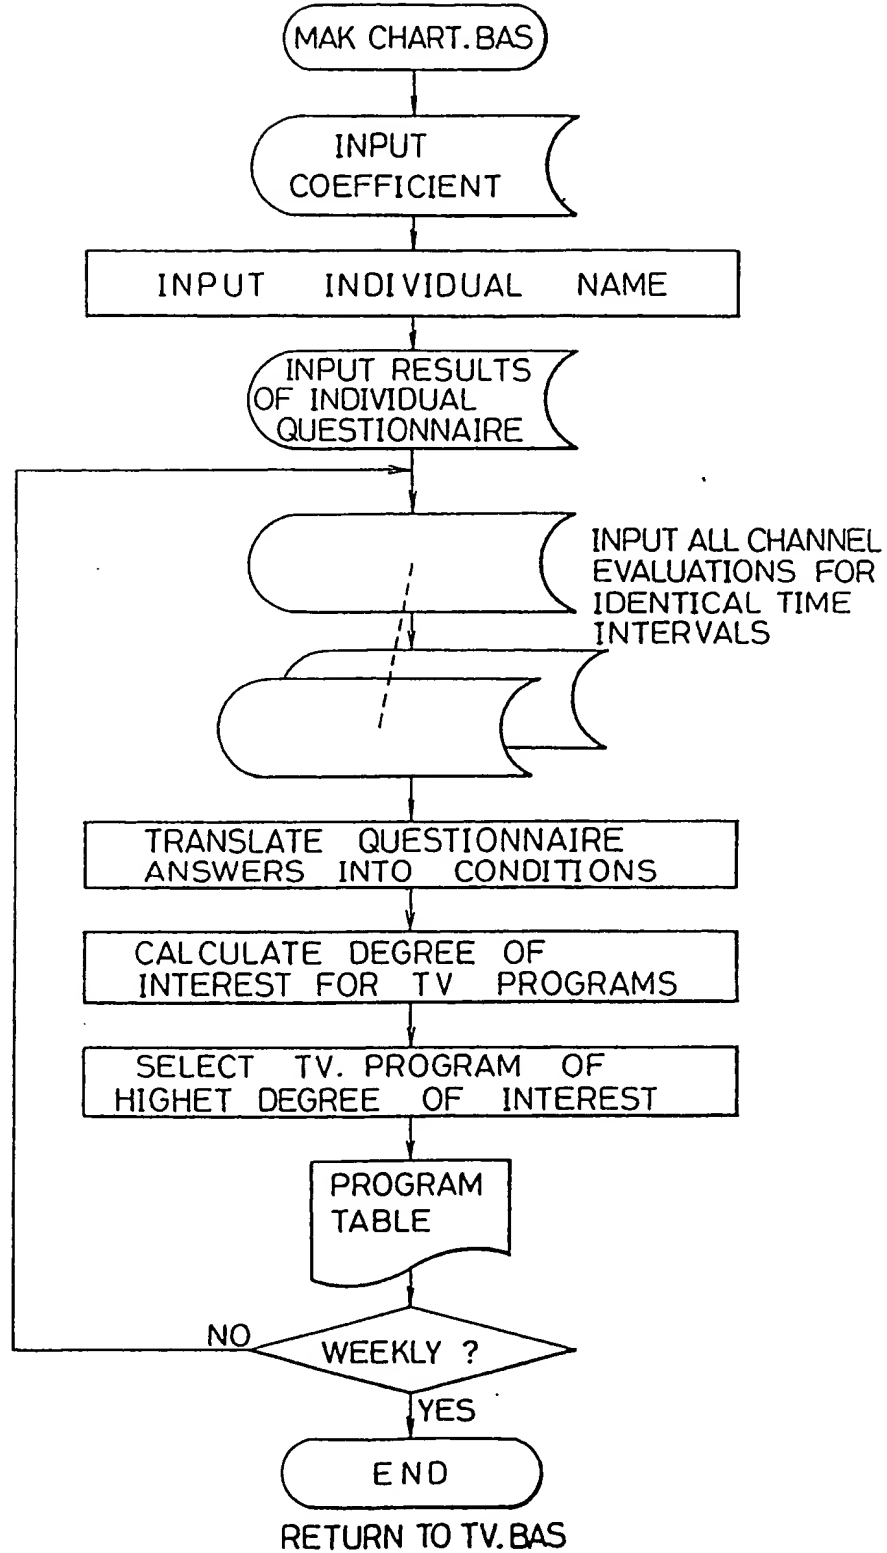 MAK CHART.BAS
INPUT
COEFFICIENT
INPUT INDIVIDUAL NAME
INPUT RESULTS
OF INDIVIDUAL
QUESTIONNAIRE
INPUT ALL CHANNEL
EVALUATIONS FOR
IDENTICAL TIME
INTERVALS
TRANSLATE QUESTIONNAIRE
ANSWERS INTO CONDITIONS
CALCULATE DEGREE OF
INTEREST FOR TV PROGRAMS
SELECT TV. PROGRAM OF
HIGHET DEGREE OF INTEREST
PROGRAM
TABLE
NO
WEEKLY ?
YES
END
RETURN TO TV.BAS